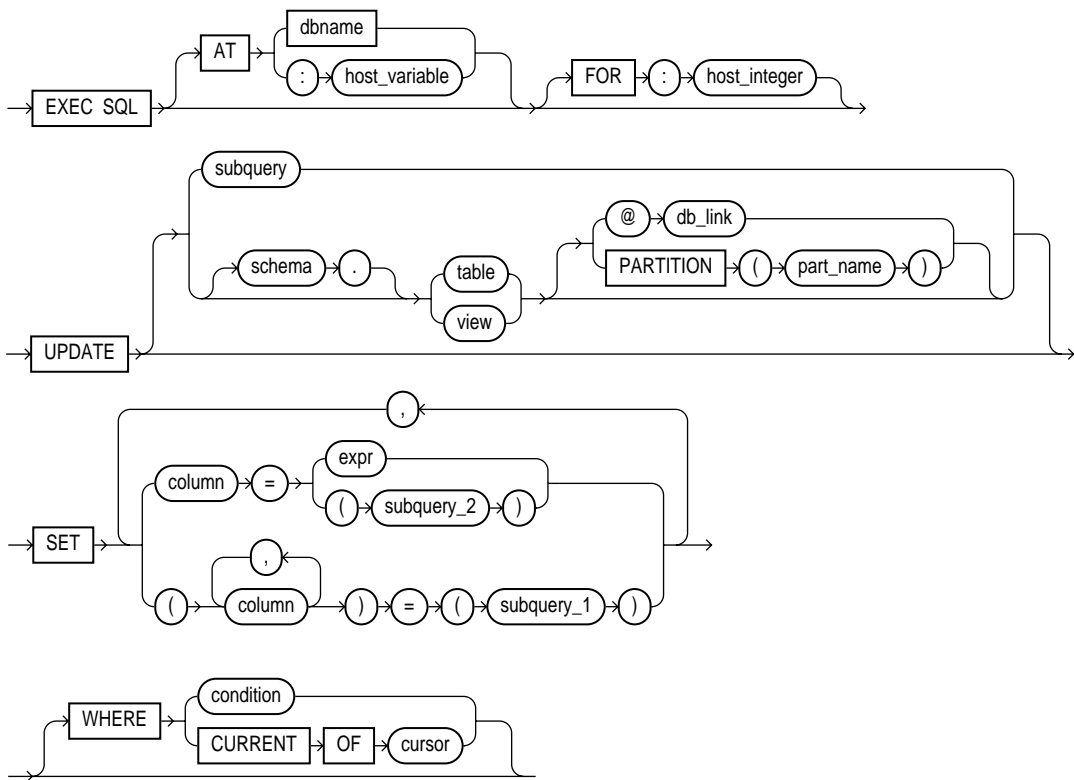 dbname
AT
: host_variable
FOR : host_integer
EXEC SQL
subquery
@ db_link
schema . table
PARTITION ( part_name )
view
UPDATE
,
expr
column =
( subquery_2 )
SET
,
( column ) = ( subquery_1 )
condition
WHERE
CURRENT OF cursor